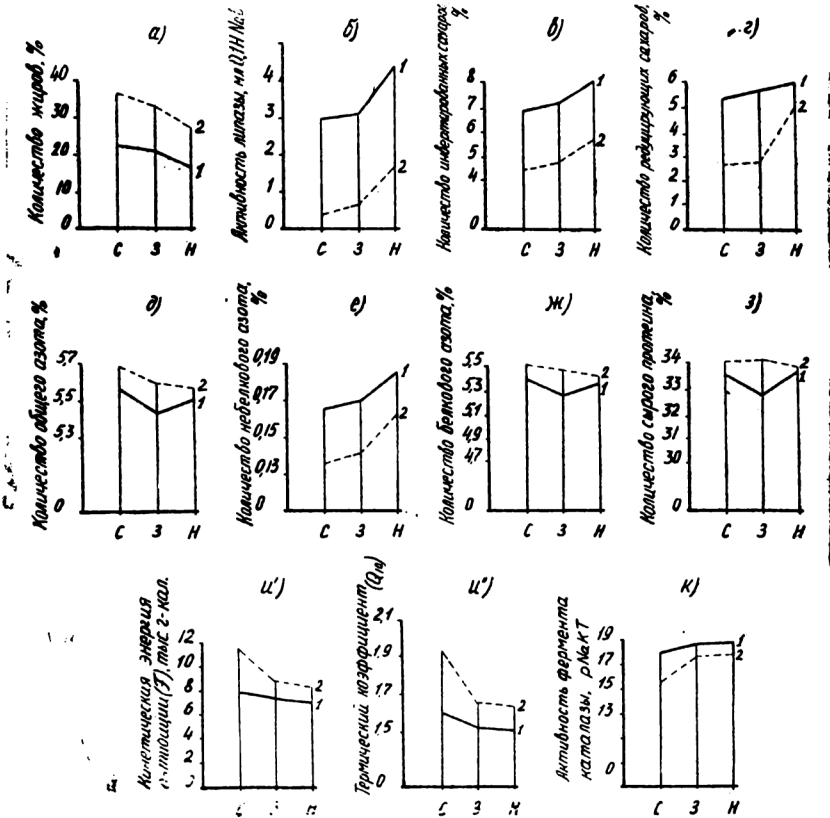 а)
Количество жиров, %
40
30
20
10
0
2
1
С З Н
б)
Активность липазы, мл 0,1Н
4
3
2
1
0
1
2
С З Н
в)
Количество инвертированных сахаров
%
8
7
6
5
4
0
1
2
С З Н
г)
Количество редуцирующих сахаров,
%
6
5
4
3
2
1
0
1
2
С З Н
д)
Количество общего азота, %
5,7
5,5
5,3
0
2
1
С З Н
е)
Количество небелкового азота,
%
0,19
0,17
0,15
0,13
0
1
2
С З Н
ж)
Количество белкового азота, %
5,5
5,3
5,1
4,9
4,7
0
2
1
С З Н
з)
Количество сырого протеина,
%
34
33
32
31
30
0
2
1
С З Н
и')
Кинетическая энергия
(Э), тыс. г-кал.
12
10
8
6
4
2
2
1
и")
Термический коэффициент (Q₁₀)
2,1
1,9
1,7
1,5
0
2
1
С З Н
к)
Активность фермента
каталазы, рNaКТ
19
17
15
13
0
1
2
С З Н